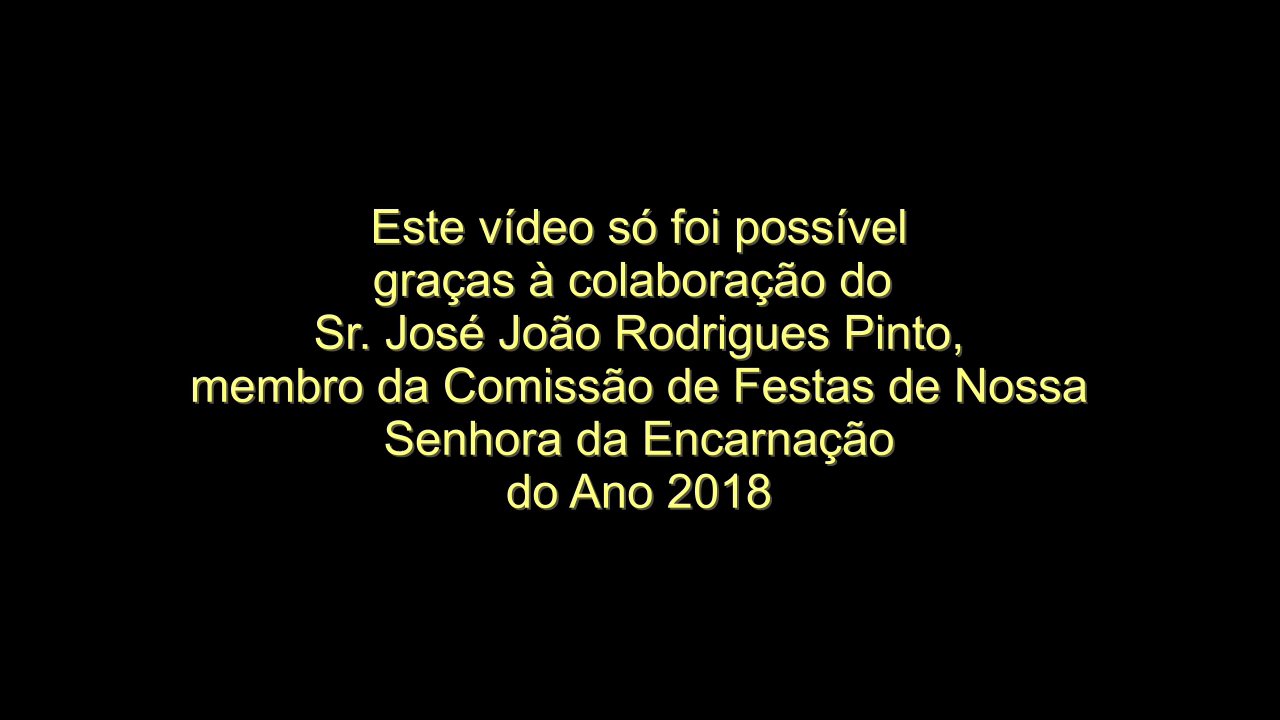 Este vídeo só foi possível
graças à colaboração do
Sr. José João Rodrigues Pinto,
membro da Comissão de Festas de Nossa
Senhora da Encarnação
do Ano 2018